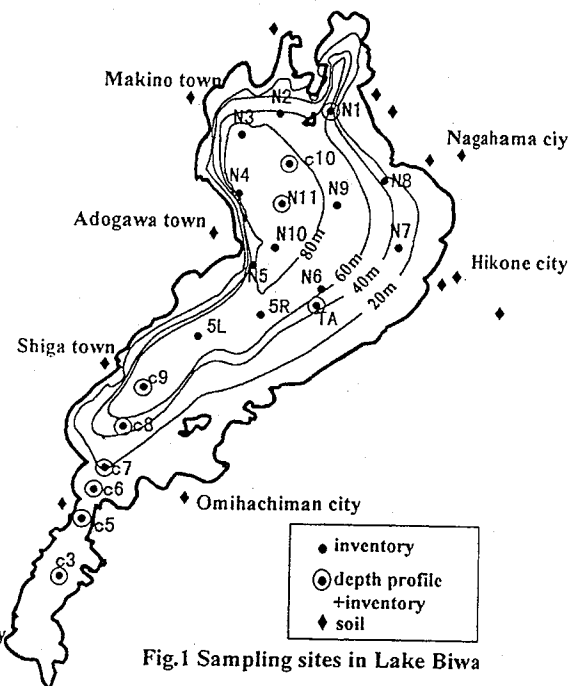 Makino town
N2
N1
N3
c10
Nagahama ciy
N4
N8
N11
N9
Adogawa town
N10
N7
80m
N5
N6
60m
Hikone city
40m
5R
TA
20m
5L
Shiga town
c9
c8
c7
c6
Omihachiman city
c5
c3
inventory
depth profile
+inventory
soil
y
Fig.1 Sampling sites in Lake Biwa